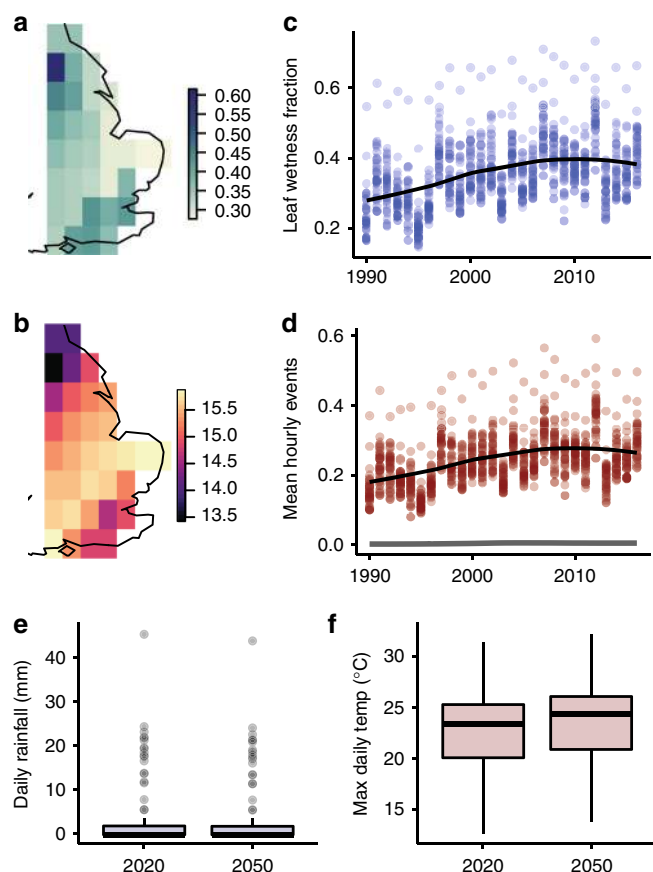 a
0.60
0.55
0.50
0.45
0.40
0.35
0.30
b
15.5
15.0
14.5
14.0
13.5
c
Leaf wetness fraction
0.6
0.4
0.2
1990 2000 2010
d
Mean hourly events
0.6
0.4
0.2
0.0
1990 2000 2010
e
Daily rainfall (mm)
40
30
20
10
0
2020 2050
f
Max daily temp (°C)
30
25
22
15
2020 2050